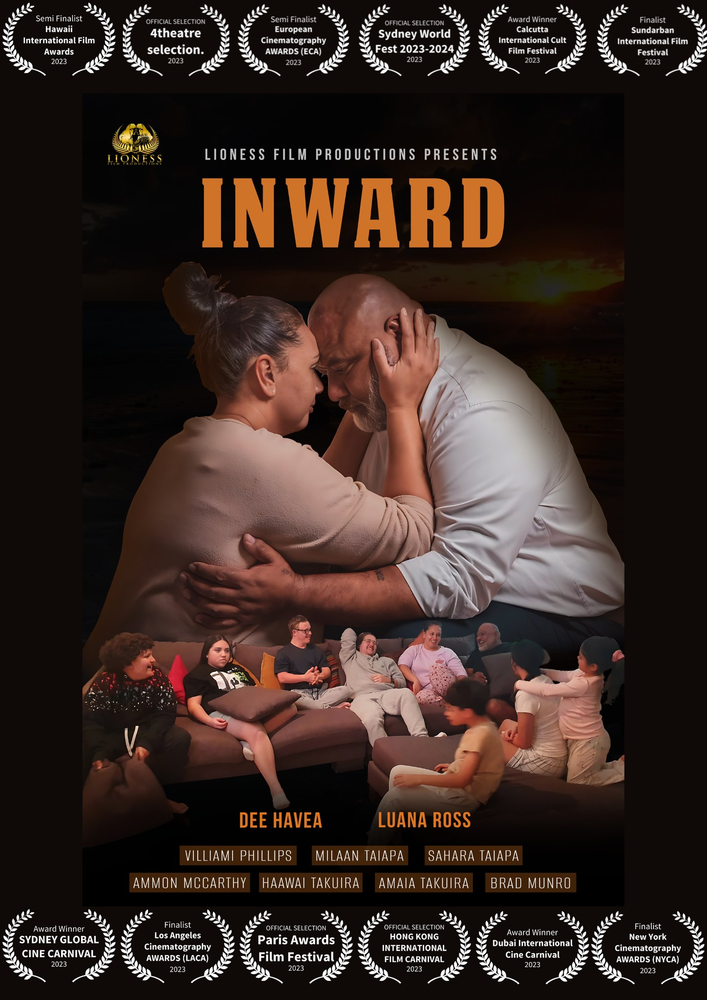 Semi Finalist
Hawaii
International Film
Awards
2023
OFFICIAL SELECTION
4theatre
selection.
2023
Semi Finalist
European
Cinematography
AWARDS (ECA)
2023
OFFICIAL SELECTION
Sydney World
Fest 2023-2024
2023
Award Winner
Calcutta
International Cult
Film Festival
2023
Finalist
Sundarban
International Film
Festival
2023
LIONESS
FILM PRODUCTIONS
LIONESS FILM PRODUCTIONS PRESENTS
INWARD
DEE HAVEA
LUANA ROSS
VILLIAMI PHILLIPS
MILAAN TAIAPA
SAHARA TAIAPA
AMMON MCCARTHY
HAAWAI TAKUIRA
AMAIA TAKUIRA
BRAD MUNRO
Award Winner
SYDNEY GLOBAL
CINE CARNIVAL
2023
Finalist
Los Angeles
Cinematography
AWARDS (LACA)
2023
OFFICIAL SELECTION
Paris Awards
Film Festival
2023
OFFICIAL SELECTION
HONG KONG
INTERNATIONAL
FILM CARNIVAL
2023
Award Winner
Dubai International
Cine Carnival
2023
Finalist
New York
Cinematography
AWARDS (NYCA)
2023